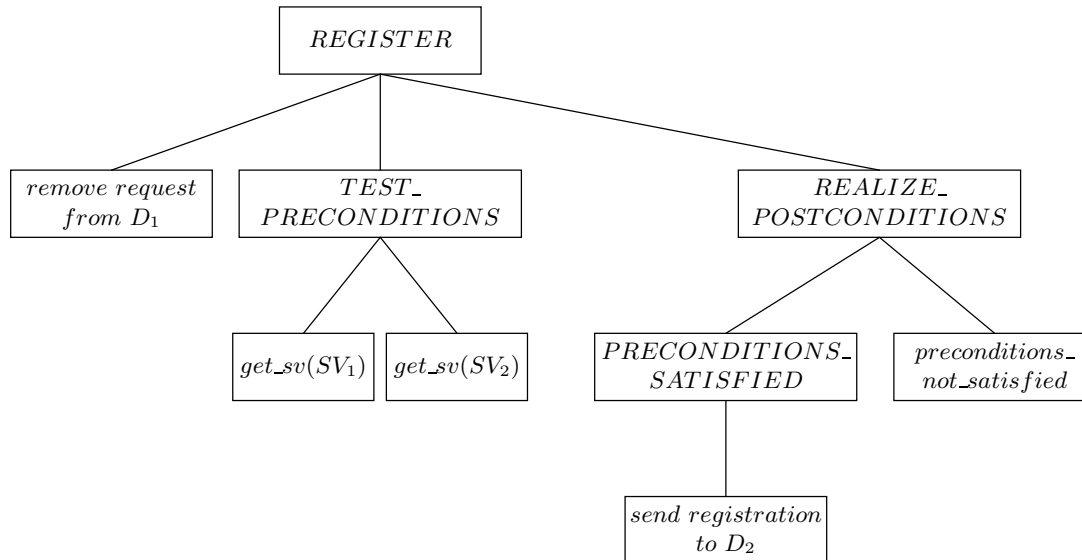 REGISTER
remove request
from D₁
TEST_
PRECONDITIONS
REALIZE_
POSTCONDITIONS
get_sv(SV₁)
get_sv(SV₂)
PRECONDITIONS_
SATISFIED
preconditions_
not_satisfied
send registration
to D₂